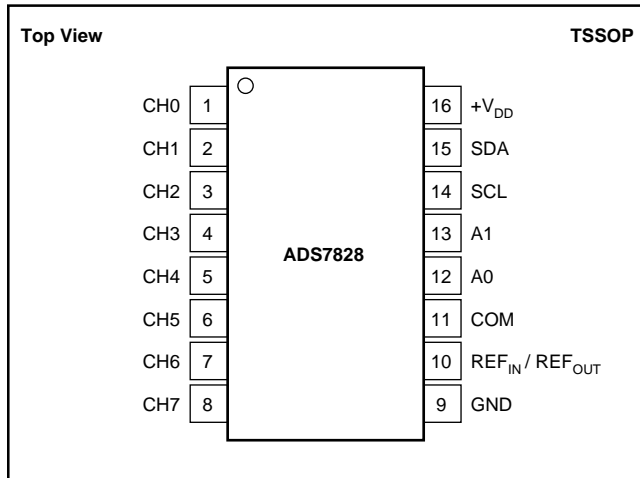 Top View TSSOP
CH0 1 16 +VDD
CH1 2 15 SDA
CH2 3 14 SCL
CH3 4 13 A1
ADS7828
CH4 5 12 A0
CH5 6 11 COM
CH6 7 10 REFIN / REFOUT
CH7 8 9 GND